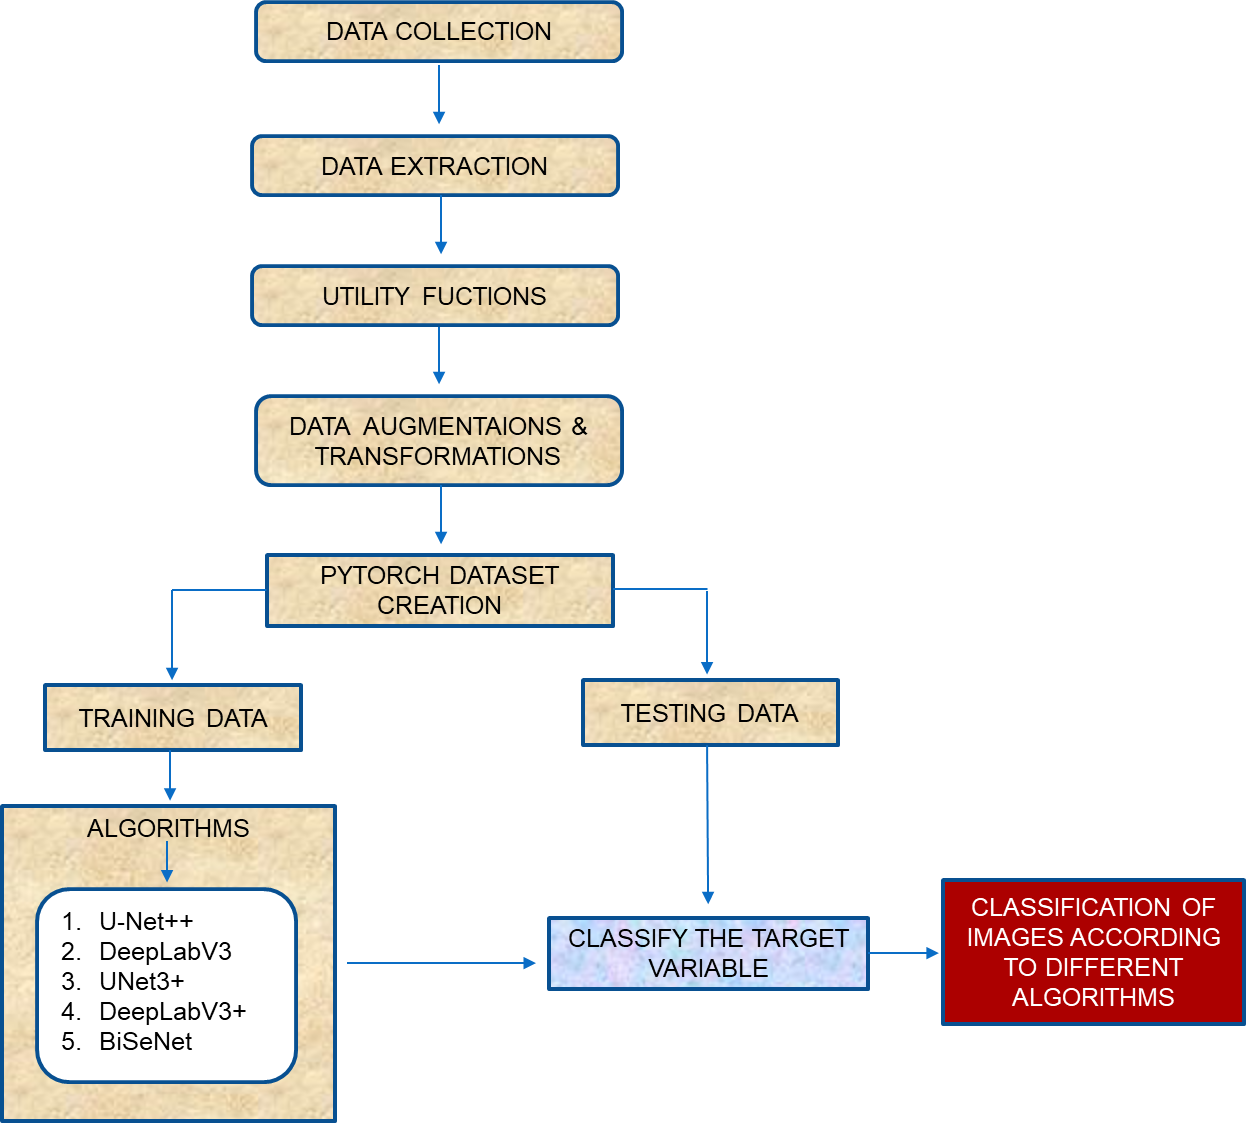 DATA COLLECTION
DATA EXTRACTION
UTILITY FUCTIONS
DATA AUGMENTAIONS &
TRANSFORMATIONS
PYTORCH DATASET
CREATION
TRAINING DATA
TESTING DATA
ALGORITHMS
1. U-Net++
2. DeepLabV3
3. UNet3+
4. DeepLabV3+
5. BiSeNet
CLASSIFY THE TARGET
VARIABLE
CLASSIFICATION OF
IMAGES ACCORDING
TO DIFFERENT
ALGORITHMS